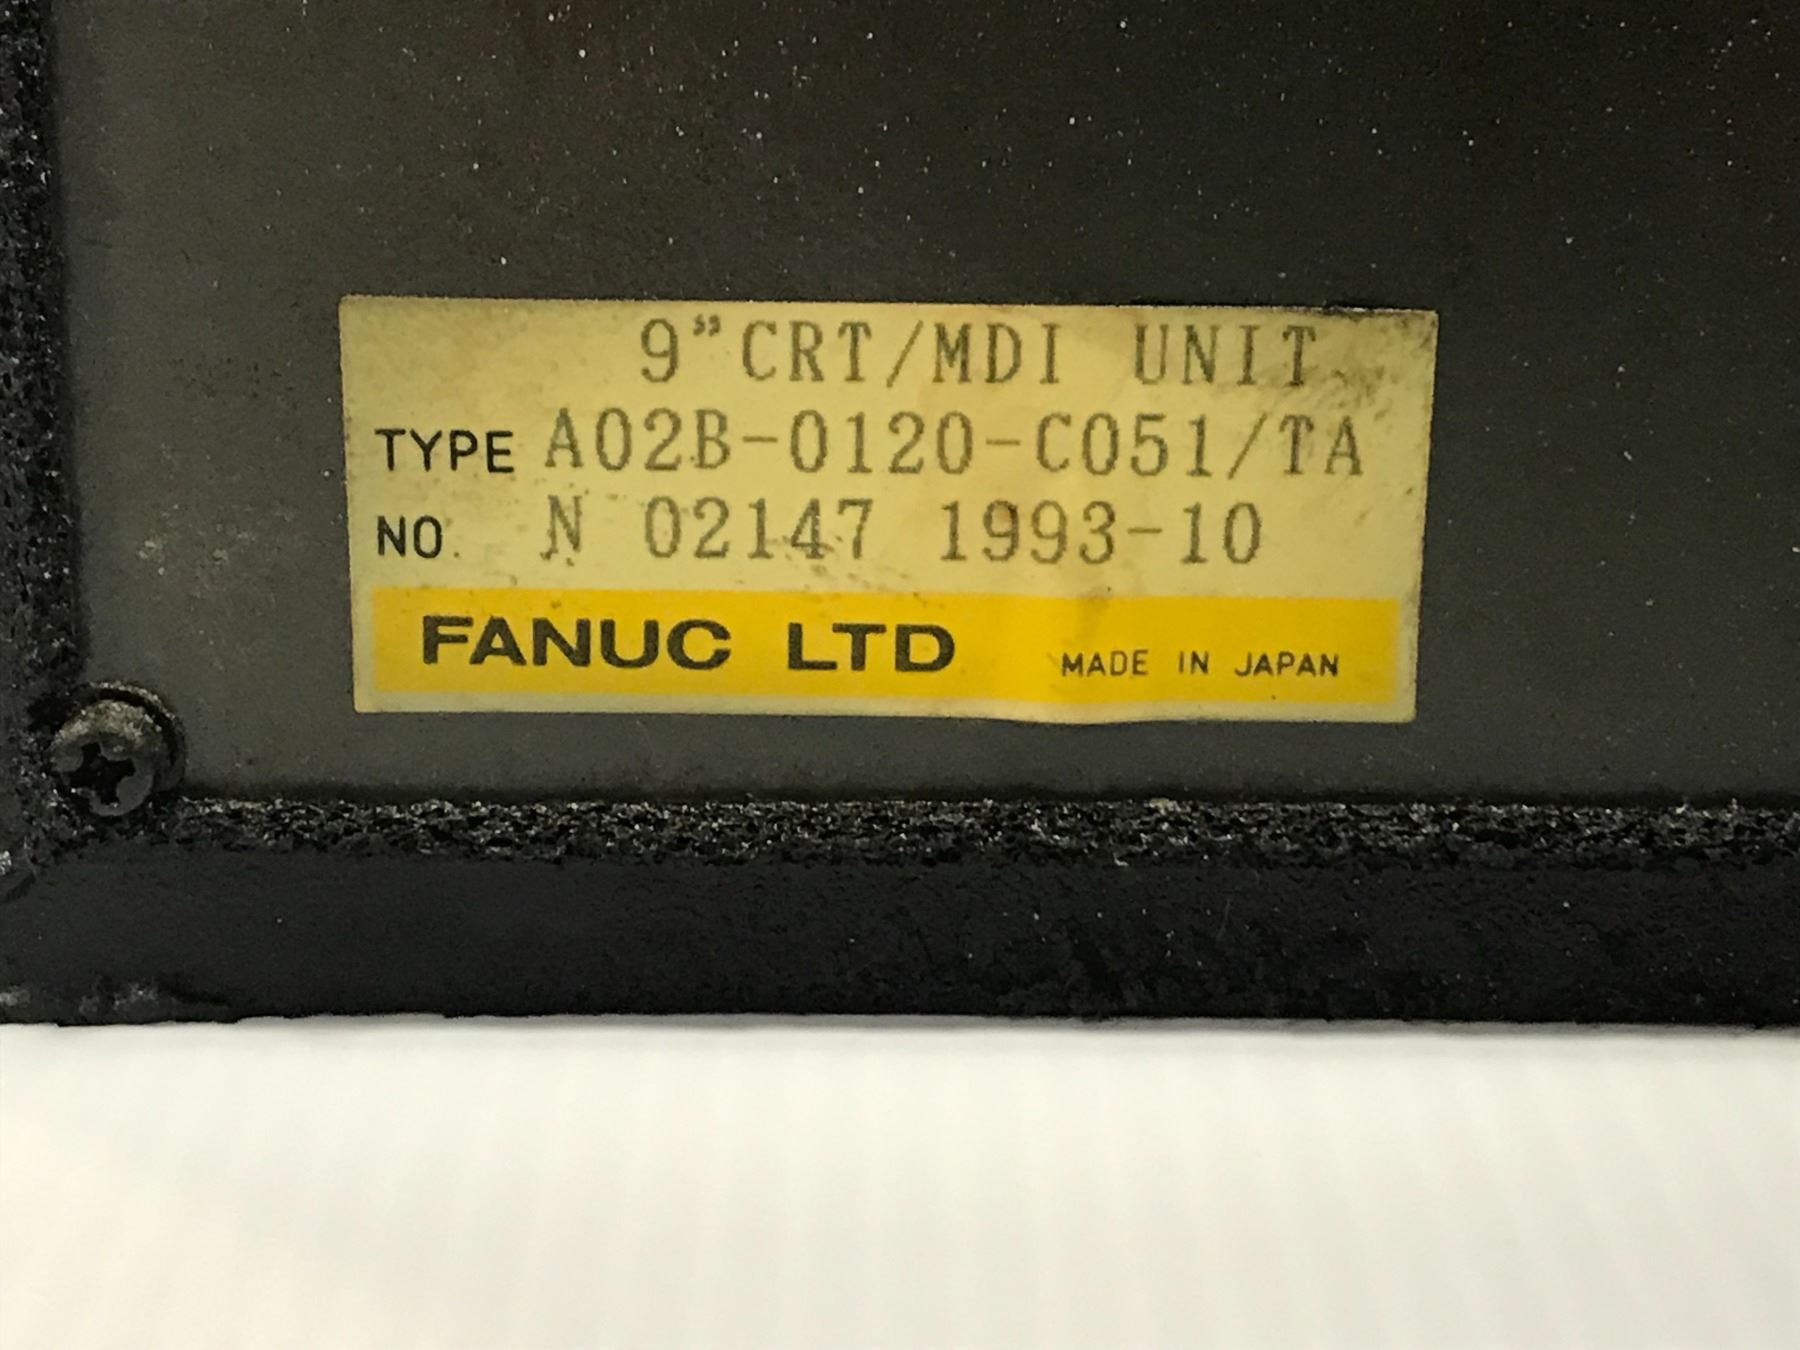 9"CRT/MDI UNIT
TYPE A02B-0120-C051/TA
NO. N 02147 1993-10
FANUC LTD MADE IN JAPAN